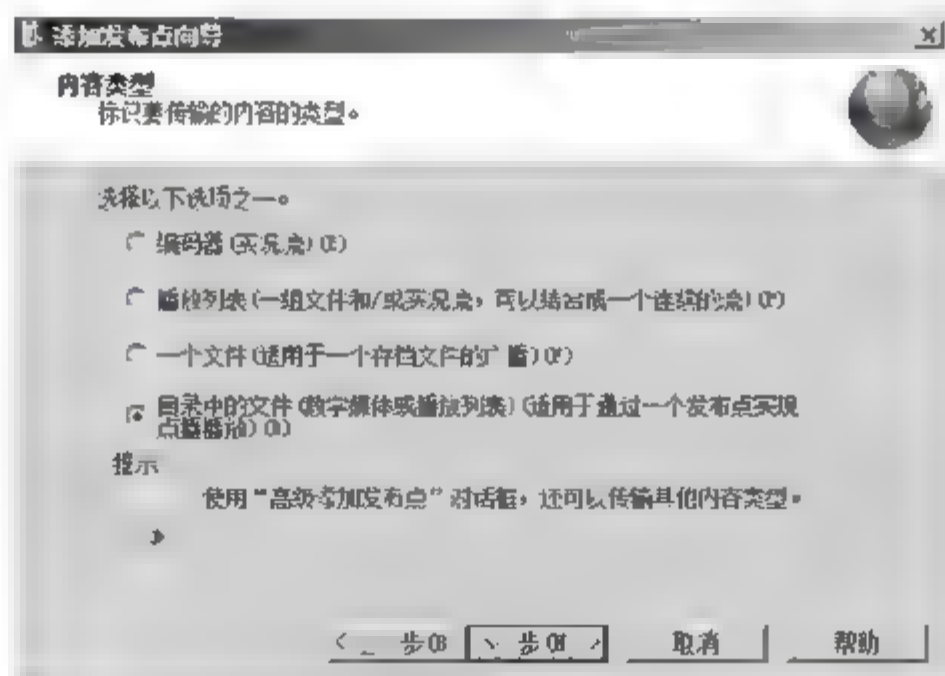 添加发布点向导
内容类型
标识要传输的内容的类型。
选择以下选项之一。
编码器(实况流)(E)
播放列表(一组文件和/或实况流，可以结合成一个连续的流)(P)
一个文件(适用于一个存档文件的广播)(F)
目录中的文件(数字媒体或播放列表)(适用于通过一个发布点实现
点播播放)(D)
提示
使用“高级添加发布点”对话框，还可以传输其他内容类型。
步
步
取消
帮助